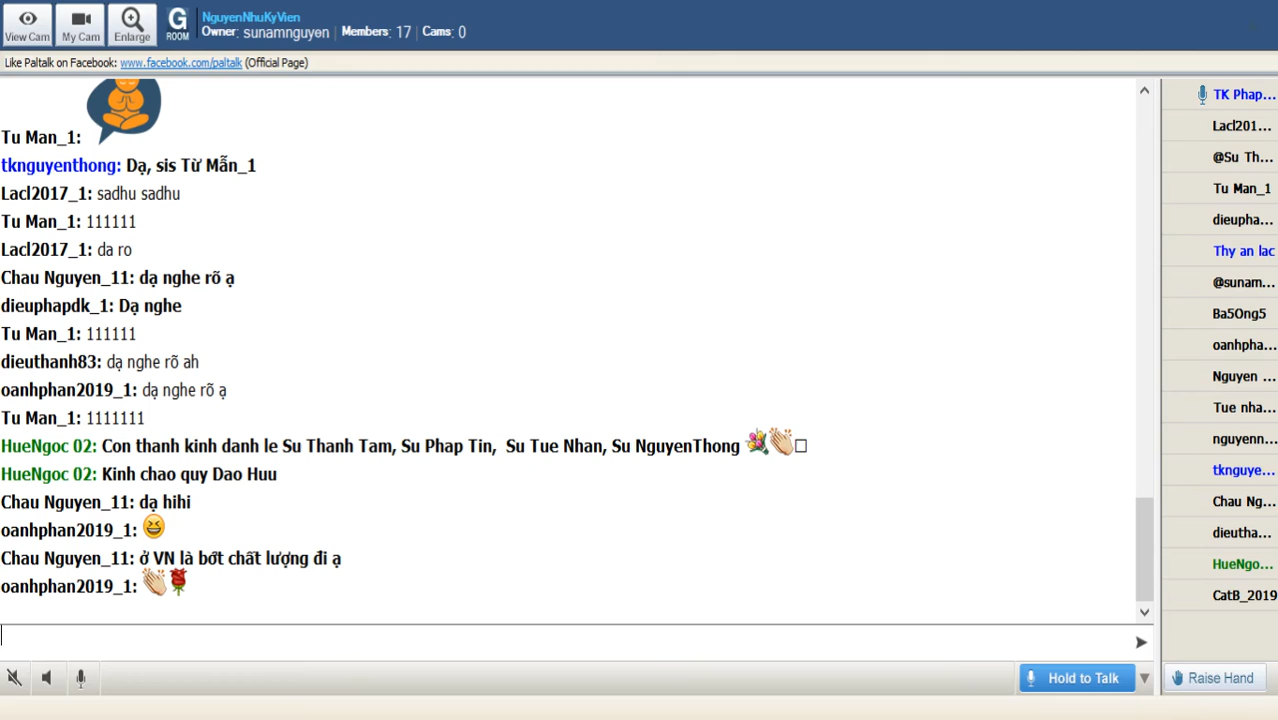 View Cam
My Cam
Enlarge
G
ROOM
NguyenNhuKyVien
Owner: sunamnguyen | Members: 17 | Cams: 0
Like Paltalk on Facebook: www.facebook.com/paltalk (Official Page)
Tu Man_1:
tknguyenthong: Dạ, sis Từ Mẫn_1
Lacl2017_1: sadhu sadhu
Tu Man_1: 111111
Lacl2017_1: da ro
Chau Nguyen_11: dạ nghe rõ ạ
dieuphapdk_1: Dạ nghe
Tu Man_1: 111111
dieuthanh83: dạ nghe rõ ah
oanhphan2019_1: dạ nghe rõ ạ
Tu Man_1: 1111111
HueNgoc 02: Con thanh kinh danh le Su Thanh Tam, Su Phap Tin,  Su Tue Nhan, Su NguyenThong
HueNgoc 02: Kinh chao quy Dao Huu
Chau Nguyen_11: dạ hihi
oanhphan2019_1:
Chau Nguyen_11: ở VN là bớt chất lượng đi ạ
oanhphan2019_1:
TK Phap...
Lacl201...
@Su Th...
Tu Man_1
dieupha...
Thy an lac
@sunam...
Ba5Ong5
oanhpha...
Nguyen ...
Tue nha...
nguyenn...
tknguye...
Chau Ng...
dieutha...
HueNgo...
CatB_2019
Hold to Talk
Raise Hand